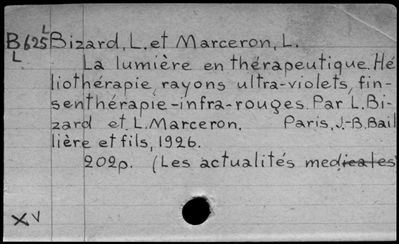 B625 L Bizard, L. et Marceron, L.
L La lumière en thérapeutique. Hé
liothérapie, rayons ultra-violets, fin-
senthérapie-infra-rouges. Par L. Bi-
zard et L. Marceron. Paris, J.-B. Bail
lière et fils, 1926.
202p. (Les actualités medicales
XV